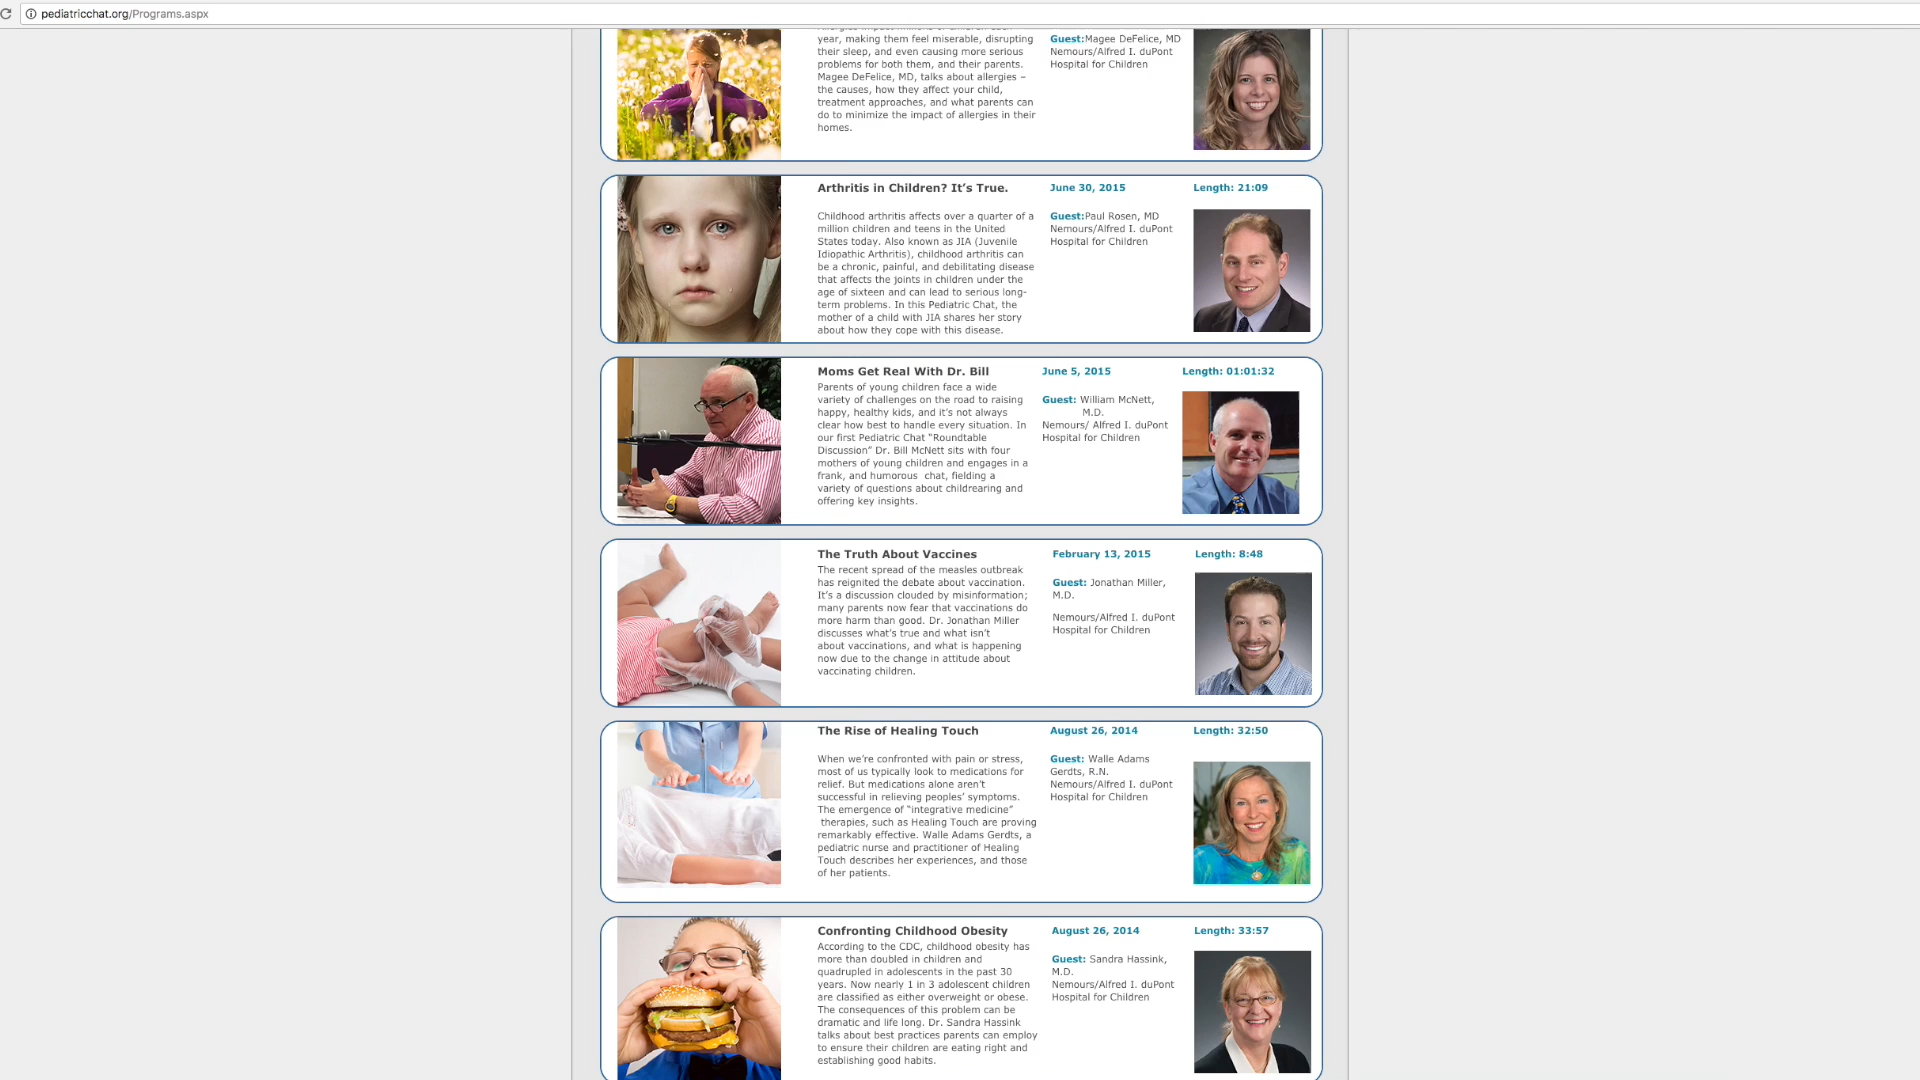 pediatricchat.org/Programs.aspx
year, making them feel miserable, disrupting
their sleep, and even causing more serious
problems for both them, and their parents.
Magee DeFelice, MD, talks about allergies –
the causes, how they affect your child,
treatment approaches, and what parents can
do to minimize the impact of allergies in their
homes.
Guest:Magee DeFelice, MD
Nemours/Alfred I. duPont
Hospital for Children
Arthritis in Children? It’s True.
Childhood arthritis affects over a quarter of a
million children and teens in the United
States today. Also known as JIA (Juvenile
Idiopathic Arthritis), childhood arthritis can
be a chronic, painful, and debilitating disease
that affects the joints in children under the
age of sixteen and can lead to serious long-
term problems. In this Pediatric Chat, the
mother of a child with JIA shares her story
about how they cope with this disease.
June 30, 2015
Guest:Paul Rosen, MD
Nemours/Alfred I. duPont
Hospital for Children
Length: 21:09
Moms Get Real With Dr. Bill
Parents of young children face a wide
variety of challenges on the road to raising
happy, healthy kids, and it’s not always
clear how best to handle every situation. In
our first Pediatric Chat “Roundtable
Discussion” Dr. Bill McNett sits with four
mothers of young children and engages in a
frank, and humorous  chat, fielding a
variety of questions about childrearing and
offering key insights.
June 5, 2015
Guest: William McNett,
M.D.
Nemours/ Alfred I. duPont
Hospital for Children
Length: 01:01:32
The Truth About Vaccines
The recent spread of the measles outbreak
has reignited the debate about vaccination.
It’s a discussion clouded by misinformation;
many parents now fear that vaccinations do
more harm than good. Dr. Jonathan Miller
discusses what’s true and what isn’t
about vaccinations, and what is happening
now due to the change in attitude about
vaccinating children.
February 13, 2015
Guest: Jonathan Miller,
M.D.
Nemours/Alfred I. duPont
Hospital for Children
Length: 8:48
The Rise of Healing Touch
When we’re confronted with pain or stress,
most of us typically look to medications for
relief. But medications alone aren’t
successful in relieving peoples’ symptoms.
The emergence of “integrative medicine”
therapies, such as Healing Touch are proving
remarkably effective. Walle Adams Gerdts, a
pediatric nurse and practitioner of Healing
Touch describes her experiences, and those
of her patients.
August 26, 2014
Guest: Walle Adams
Gerdts, R.N.
Nemours/Alfred I. duPont
Hospital for Children
Length: 32:50
Confronting Childhood Obesity
According to the CDC, childhood obesity has
more than doubled in children and
quadrupled in adolescents in the past 30
years. Now nearly 1 in 3 adolescent children
are classified as either overweight or obese.
The consequences of this problem can be
dramatic and life long. Dr. Sandra Hassink
talks about best practices parents can employ
to ensure their children are eating right and
establishing good habits.
August 26, 2014
Guest: Sandra Hassink,
M.D.
Nemours/Alfred I. duPont
Hospital for Children
Length: 33:57